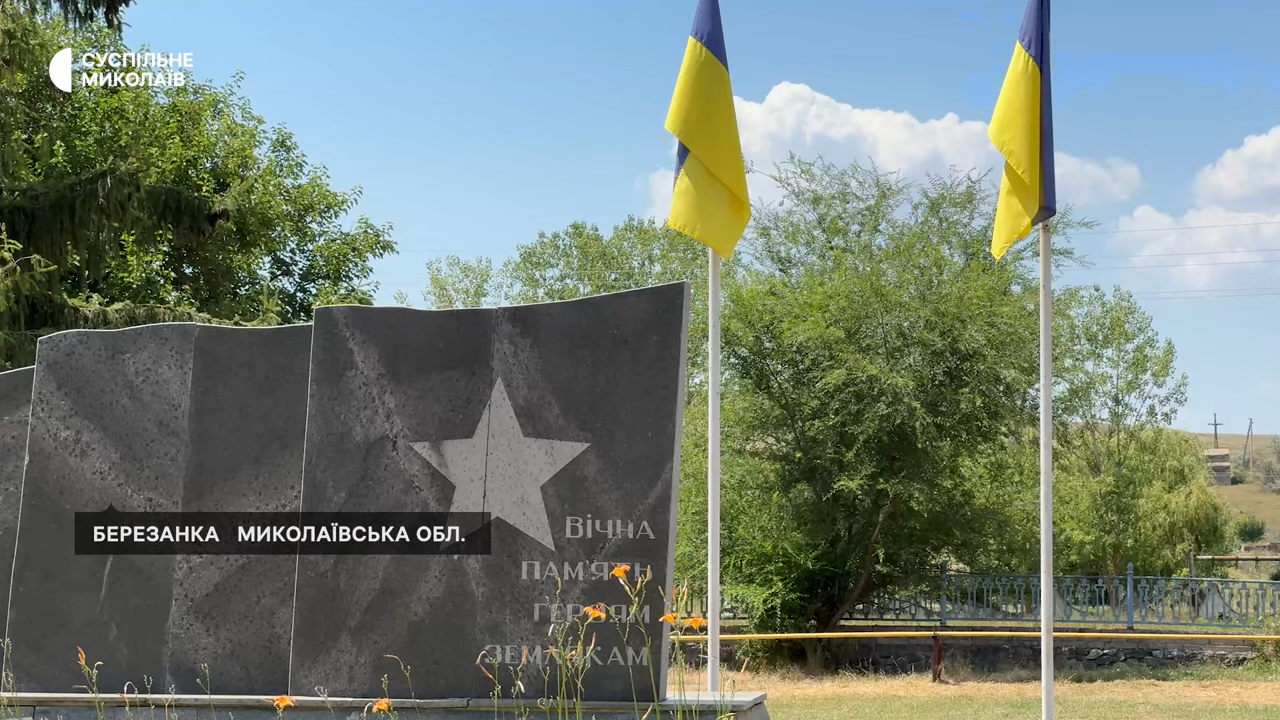 СУСПІЛЬНЕ
МИКОЛАЇВ
БЕРЕЗАНКА МИКОЛАЇВСЬКА ОБЛ.
Вічна
пам'ять
героям
землякам